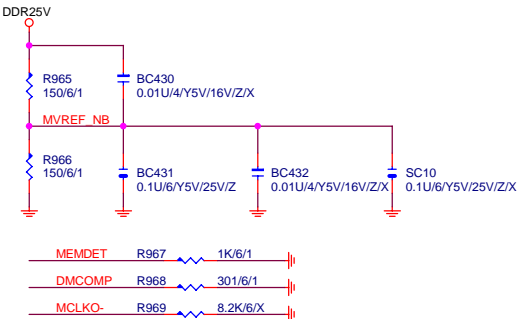 DDR25V
R965
150/6/1
BC430
0.01U/4/Y5V/16V/Z/X
MVREF_NB
R966
150/6/1
BC431
0.1U/6/Y5V/25V/Z
BC432
0.01U/4/Y5V/16V/Z/X
SC10
0.1U/6/Y5V/25V/Z/X
MEMDET R967 1K/6/1
DMCOMP R968 301/6/1
MCLKO- R969 8.2K/6/X